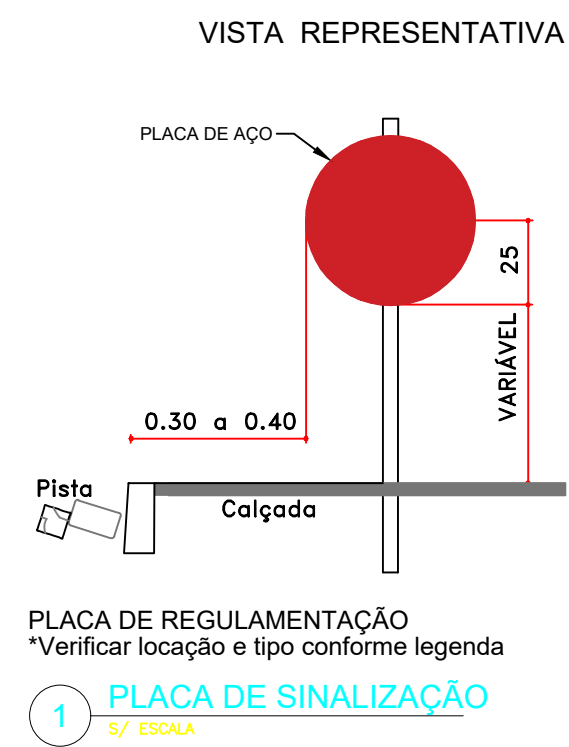 VISTA REPRESENTATIVA
PLACA DE AÇO
25
VARIÁVEL
0.30 a 0.40
Pista
Calçada
PLACA DE REGULAMENTAÇÃO
*Verificar locação e tipo conforme legenda
1
PLACA DE SINALIZAÇÃO
S/ ESCALA